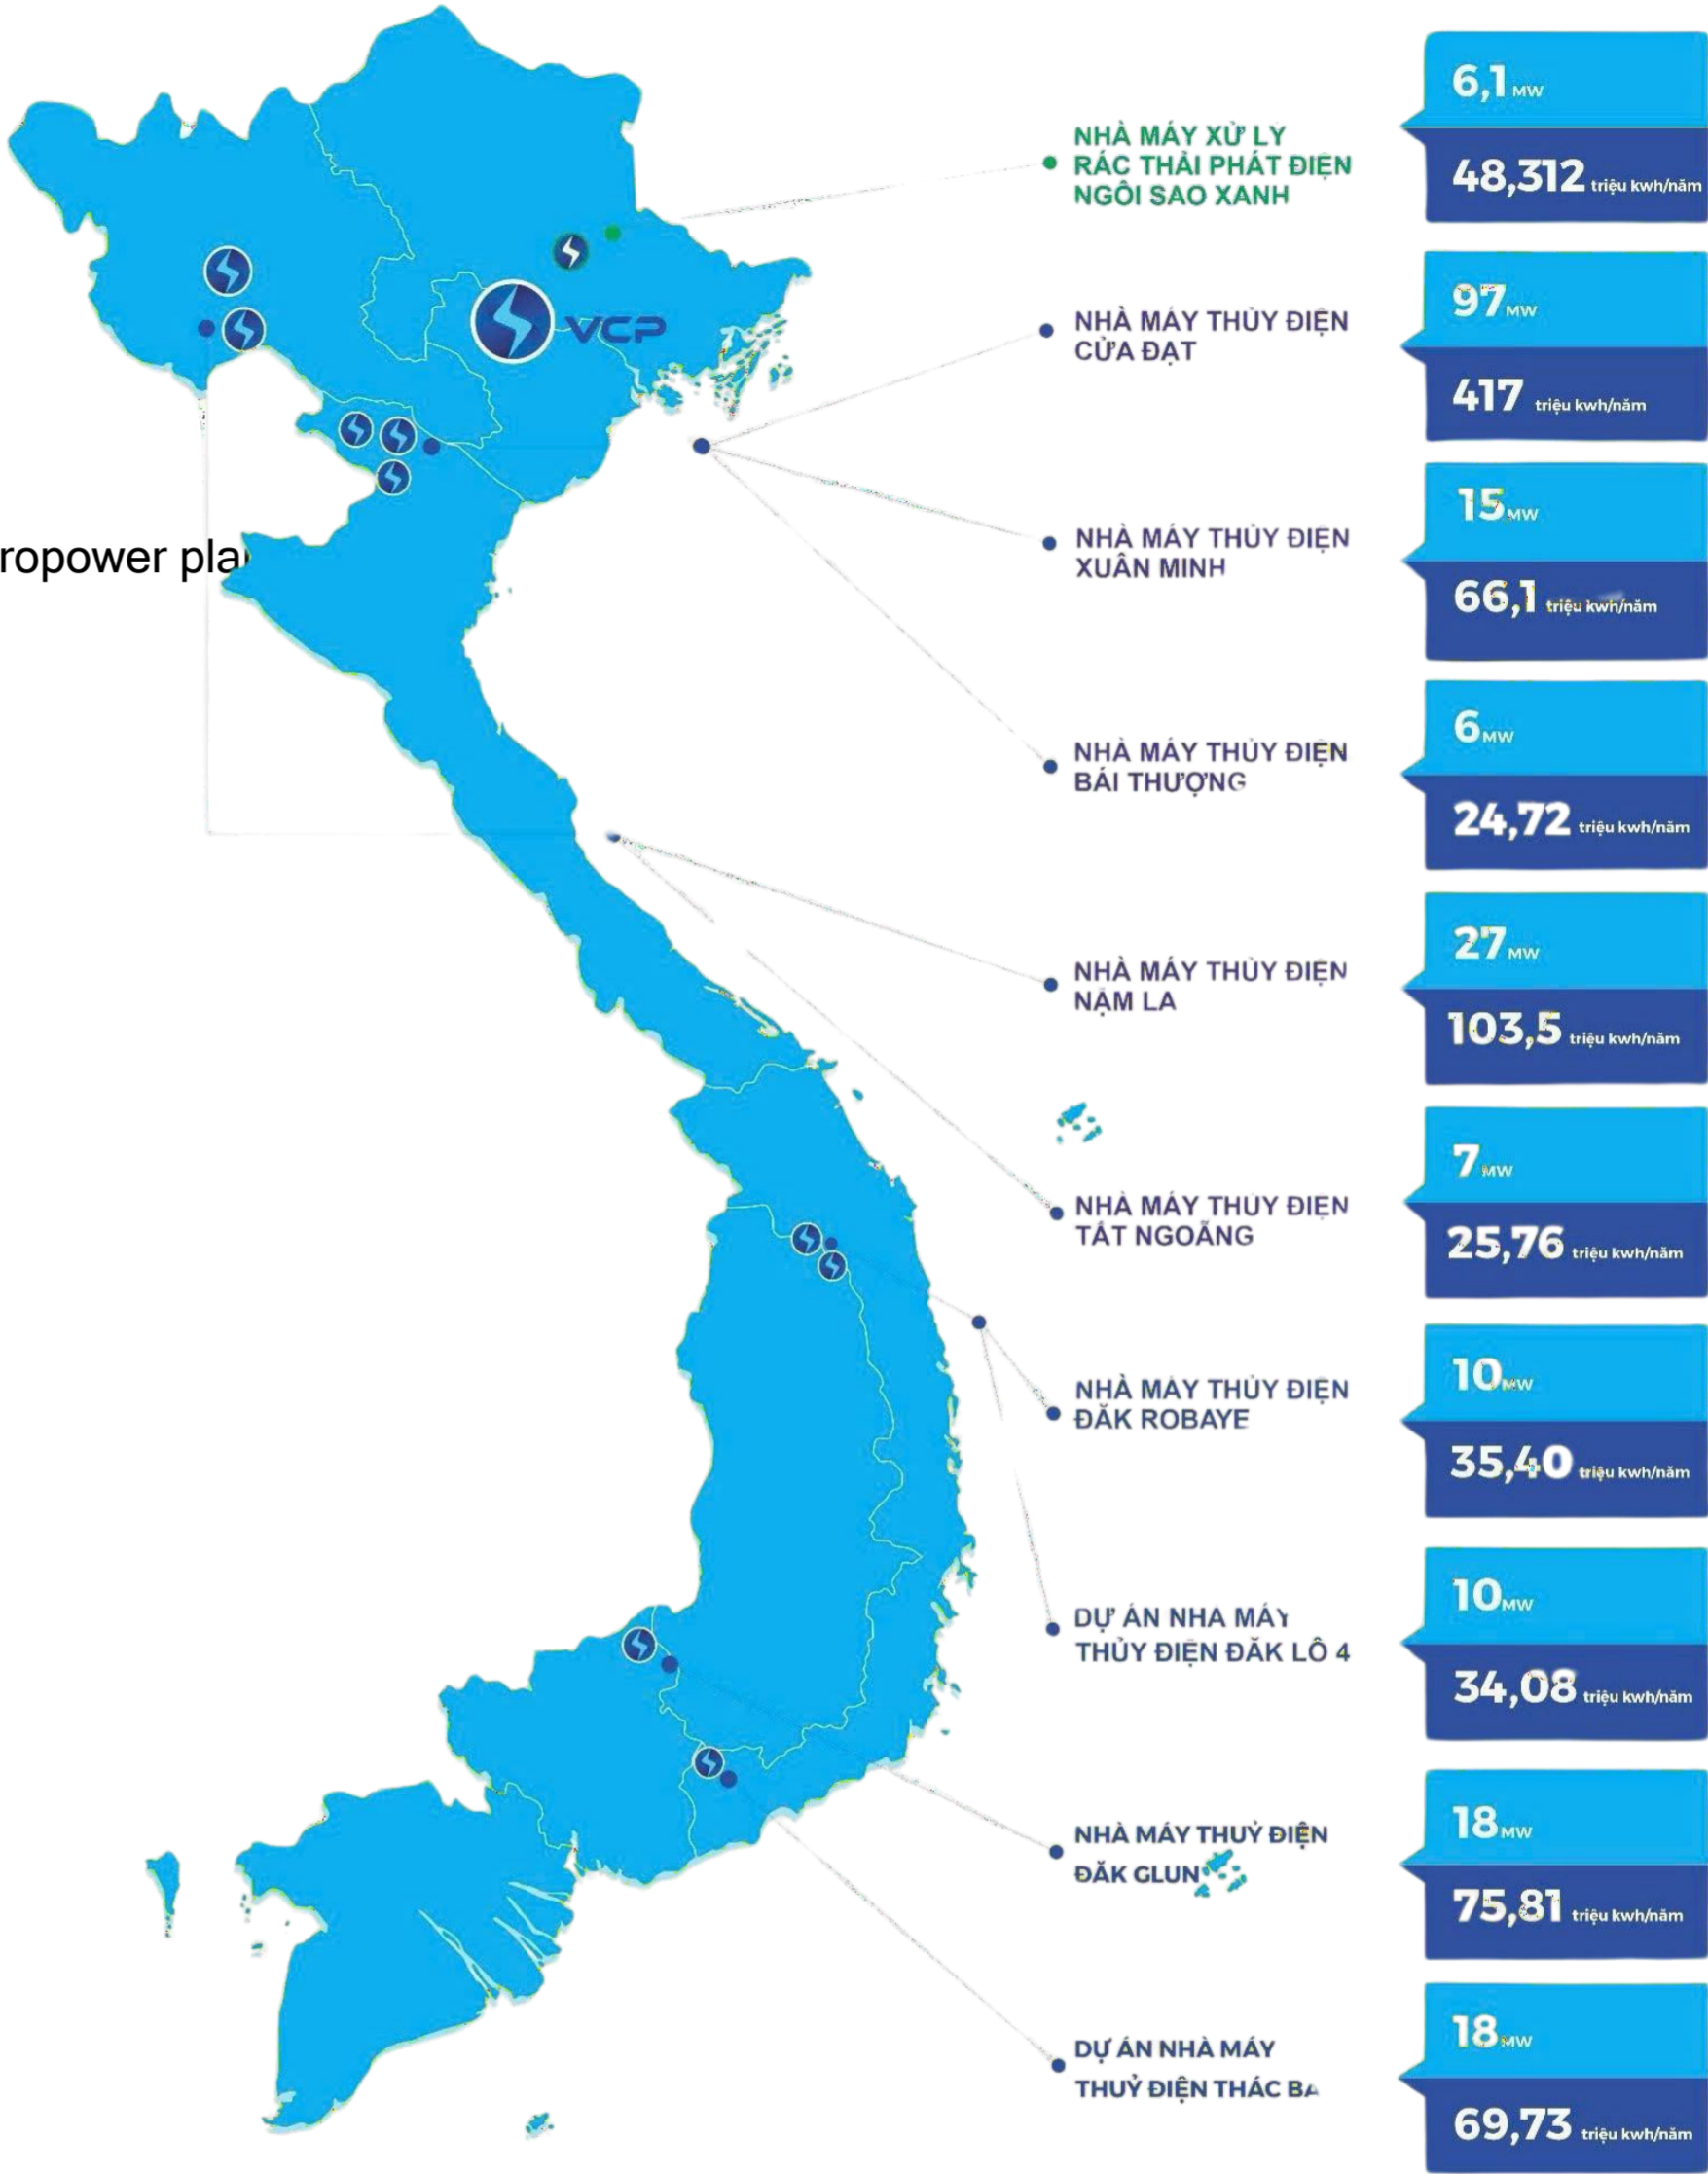 NHÀ MÁY XỬ LÝ
RÁC THẢI PHÁT ĐIỆN
NGÔI SAO XANH
6,1 MW
48,312 triệu kwh/năm
VCP
NHÀ MÁY THỦY ĐIỆN
CỬA ĐẠT
97 MW
417 triệu kwh/năm
ropower pla
NHÀ MÁY THỦY ĐIỆN
XUÂN MINH
15 MW
66,1 triệu kwh/năm
NHÀ MÁY THỦY ĐIỆN
BÁI THƯỢNG
6 MW
24,72 triệu kwh/năm
NHÀ MÁY THỦY ĐIỆN
NẬM LA
27 MW
103,5 triệu kwh/năm
NHÀ MÁY THỦY ĐIỆN
TẮT NGOẴNG
7 MW
25,76 triệu kwh/năm
NHÀ MÁY THỦY ĐIỆN
ĐĂK ROBAYE
10 MW
35,40 triệu kwh/năm
DỰ ÁN NHÀ MÁY
THỦY ĐIỆN ĐĂK LÔ 4
10 MW
34,08 triệu kwh/năm
NHÀ MÁY THUỶ ĐIỆN
ĐĂK GLUN
18 MW
75,81 triệu kwh/năm
DỰ ÁN NHÀ MÁY
THUỶ ĐIỆN THÁC BA
18 MW
69,73 triệu kwh/năm